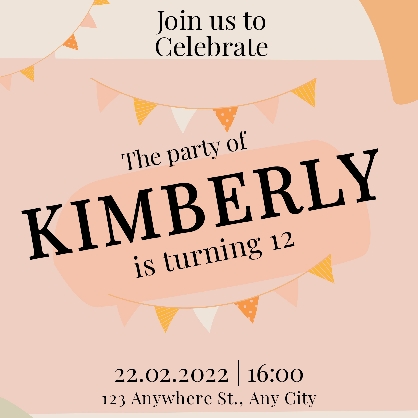 Join us to
Celebrate
The party of
KIMBERLY
is turning 12
22.02.2022 | 16:00
123 Anywhere St., Any City